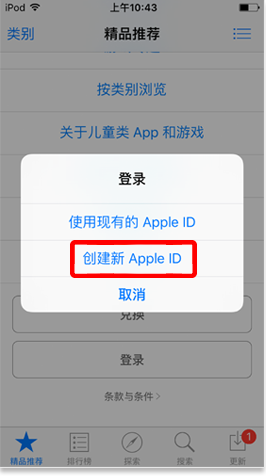 iPod 上午10:43
类别 精品推荐
按类别浏览
关于儿童类 App 和游戏
登录
使用现有的 Apple ID
创建新 Apple ID
取消
兑换
登录
条款与条件 >
1
精品推荐 排行榜 探索 搜索 更新